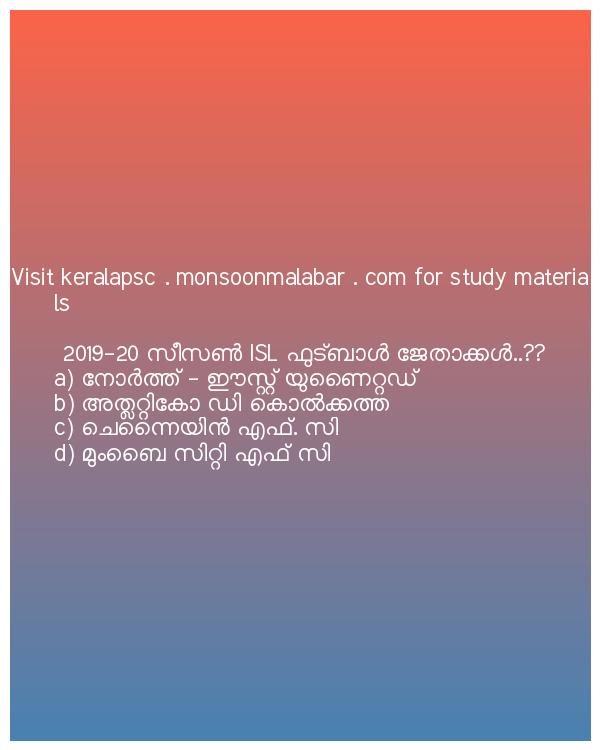 Visit keralapsc . monsoonmalabar . com for study materia
ls
2019-20 സീസൺ ISL ഫുട്ബാൾ ജേതാക്കൾ..??
a) നോർത്ത് - ഈസ്റ്റ് യുണൈറ്റഡ്
b) അത്ലറ്റികോ ഡി കൊൽക്കത്ത
c) ചെന്നൈയിൻ എഫ്. സി
d) മുംബൈ സിറ്റി എഫ് സി